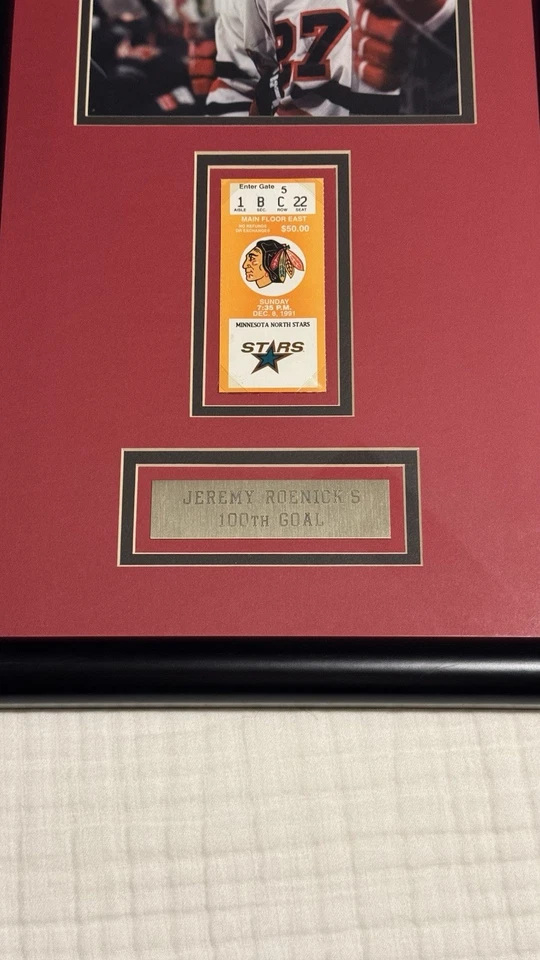 27
Enter Gate 5
1 B C 22
AISLE SEC. ROW SEAT
MAIN FLOOR EAST
NO REFUNDS
NO EXCHANGES $50.00
SUNDAY
7:35 P.M.
DEC. 8, 1991
MINNESOTA NORTH STARS
STARS
JEREMY ROENICK'S
100TH GOAL